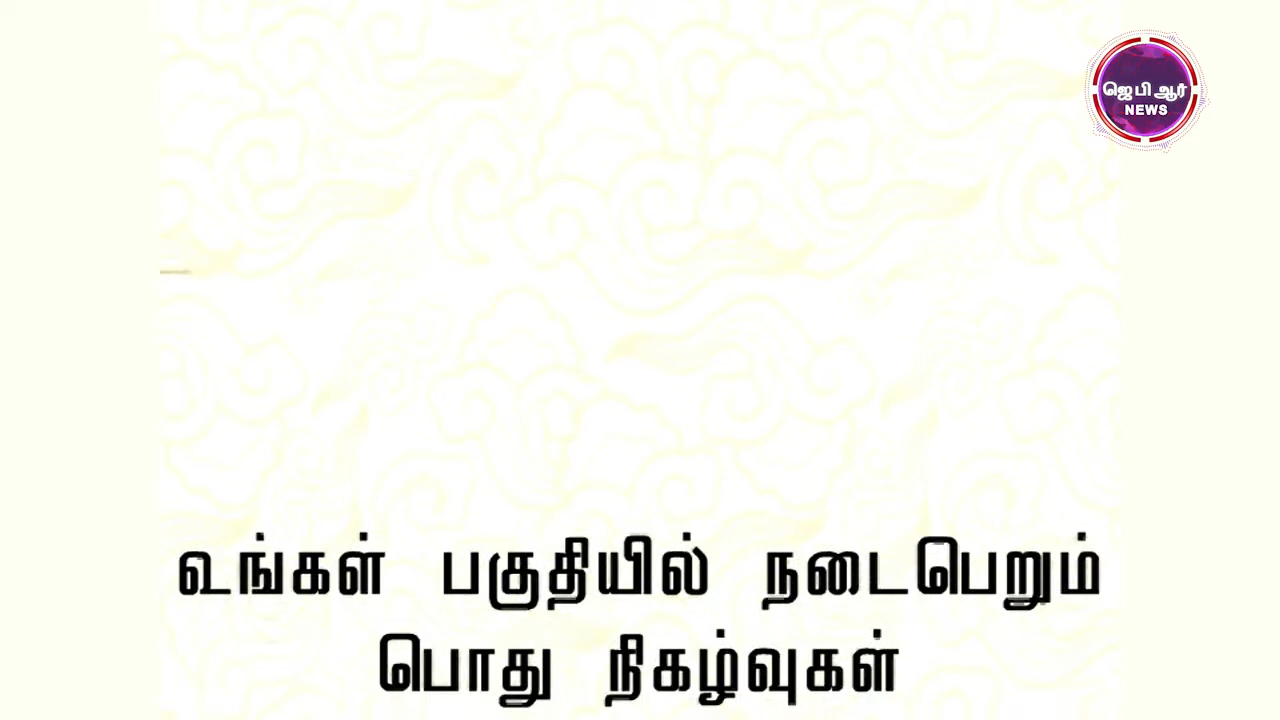 ஜெ பி ஆர்
NEWS
உங்கள் பகுதியில் நடைபெறும்
பொது நிகழ்வுகள்